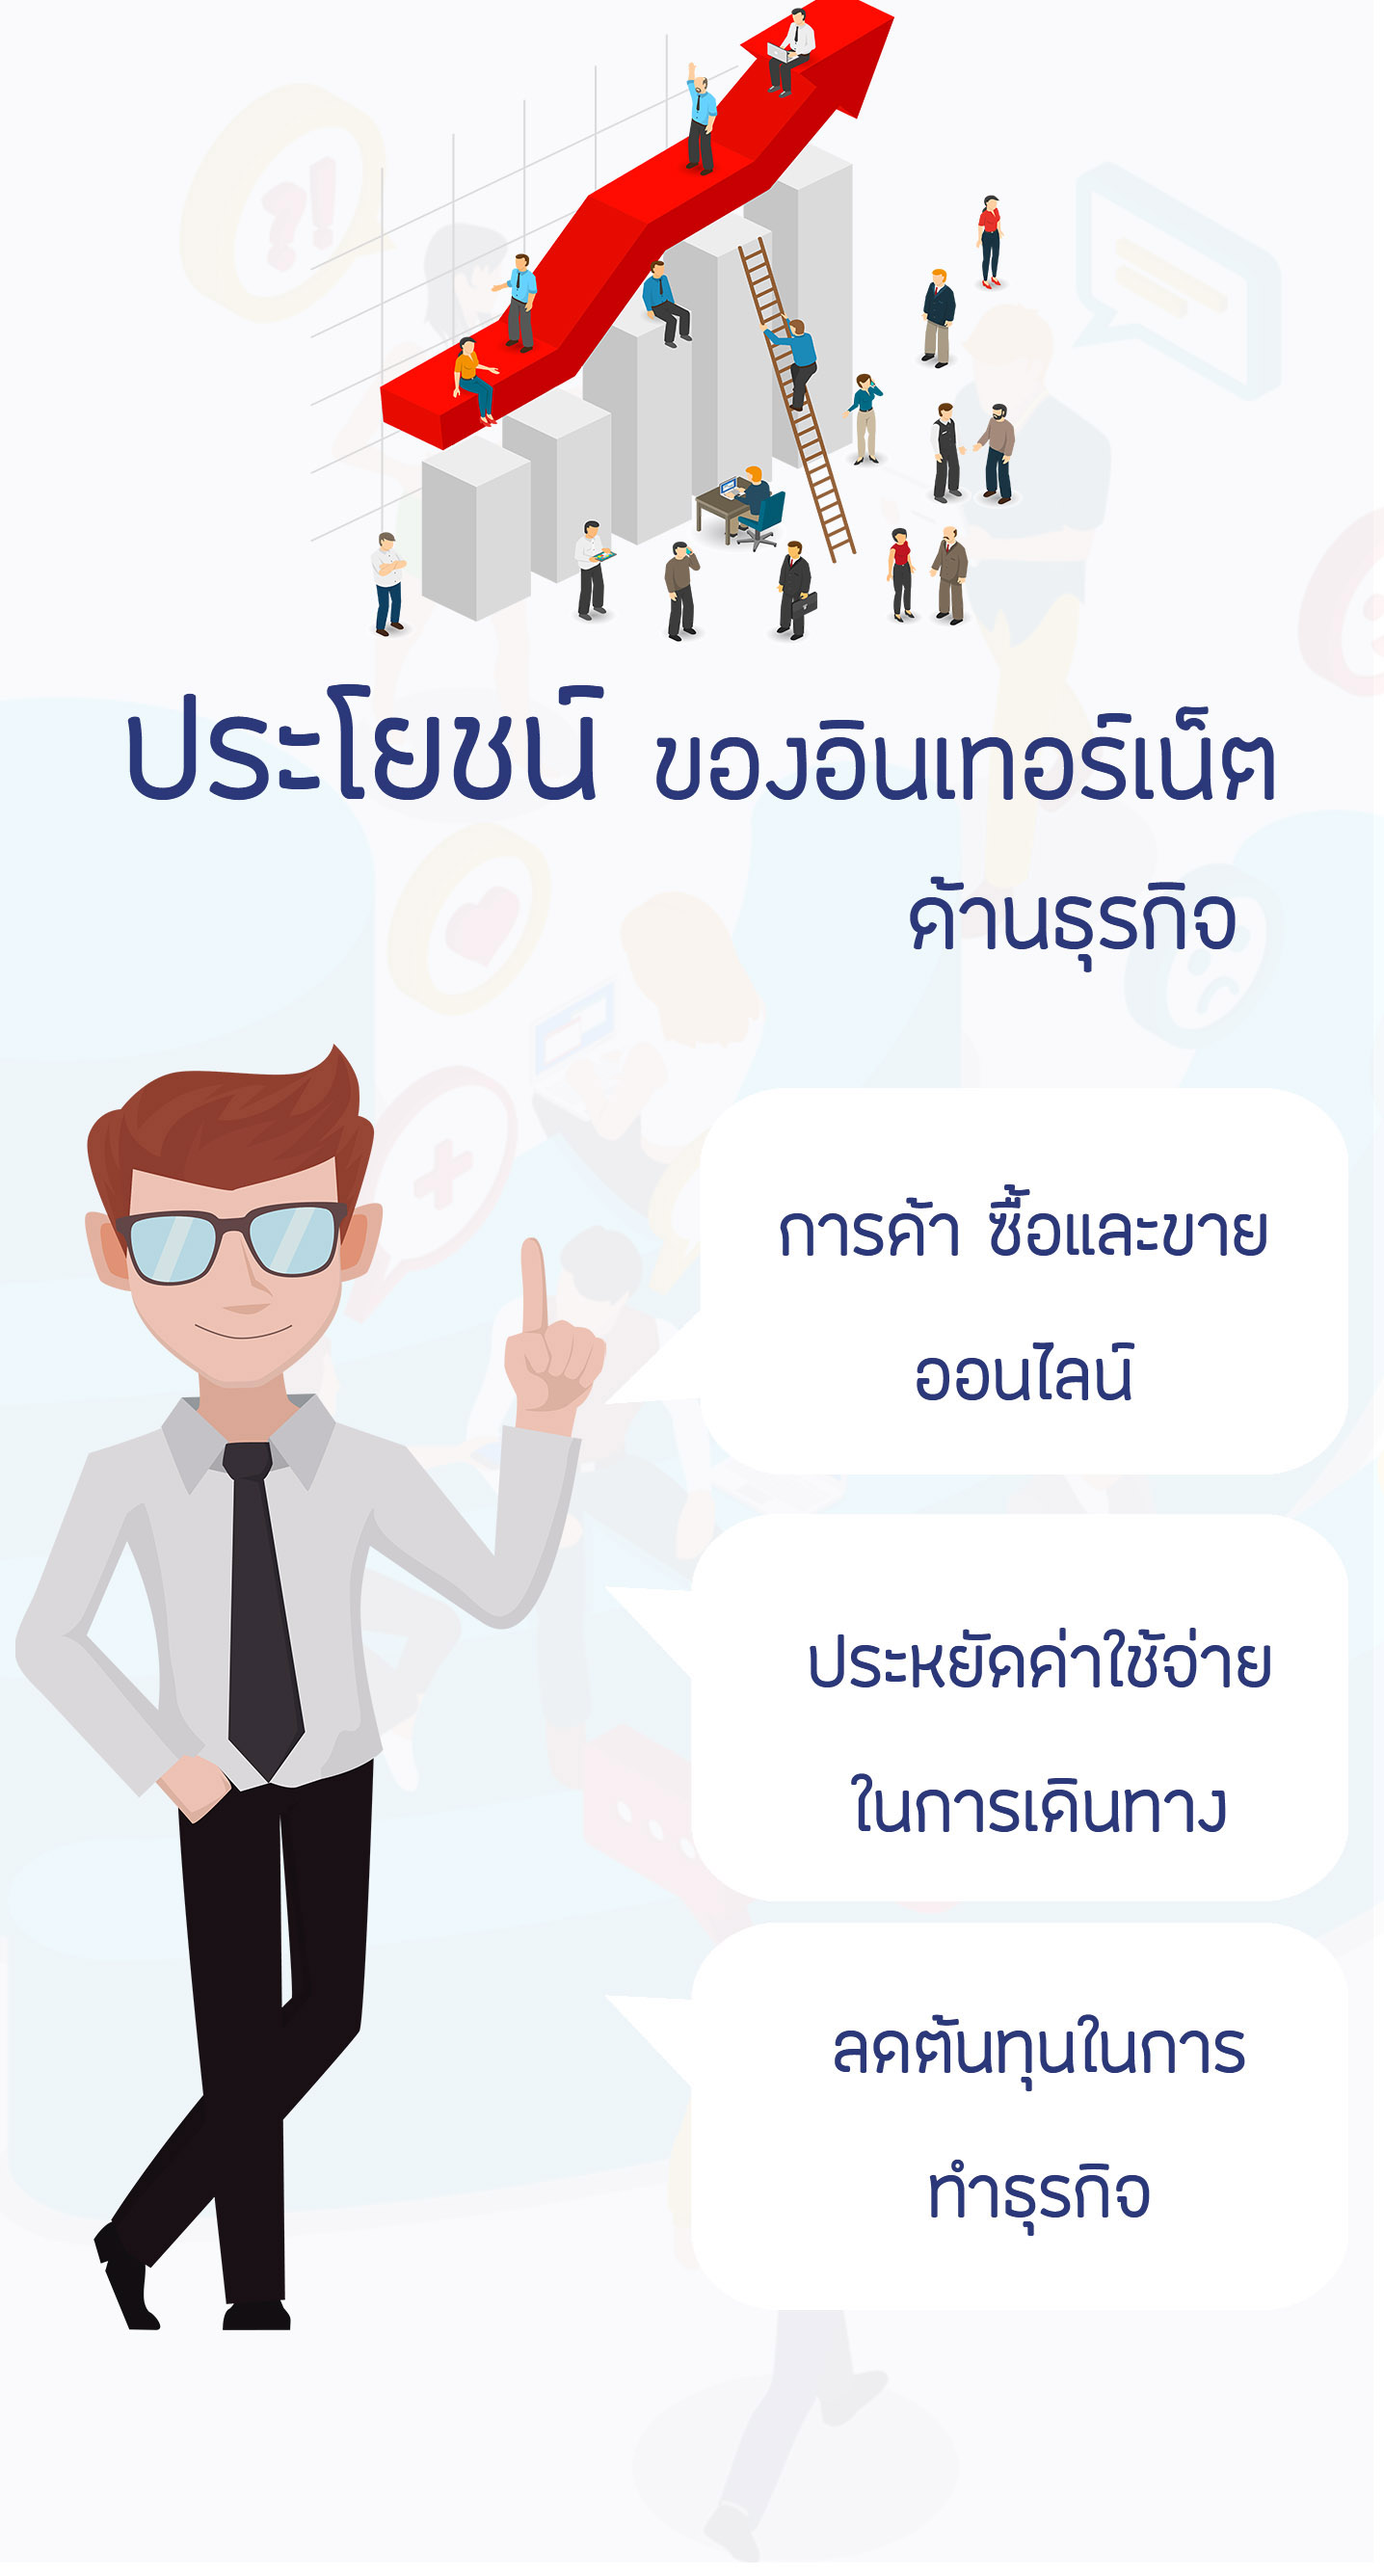 ประโยชน์ ของอินเทอร์เน็ต
ด้านธุรกิจ
การค้า ซื้อและขาย
ออนไลน์
ประหยัดค่าใช้จ่าย
ในการเดินทาง
ลดต้นทุนในการ
ทำธุรกิจ